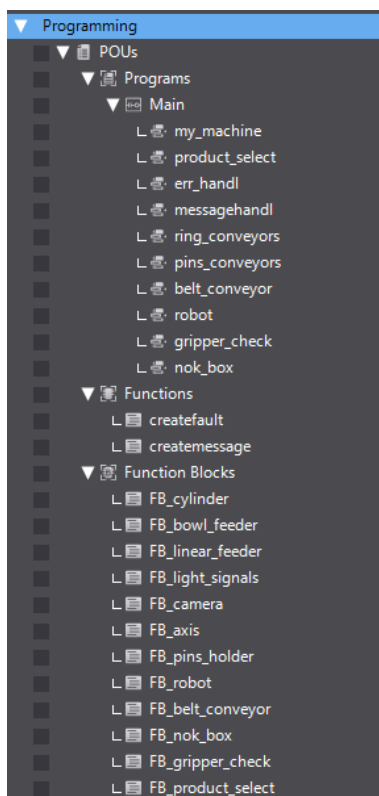 Programming
POUs
Programs
Main
my_machine
product_select
err_handl
messagehandl
ring_conveyors
pins_conveyors
belt_conveyor
robot
gripper_check
nok_box
Functions
createfault
createmessage
Function Blocks
FB_cylinder
FB_bowl_feeder
FB_linear_feeder
FB_light_signals
FB_camera
FB_axis
FB_pins_holder
FB_robot
FB_belt_conveyor
FB_nok_box
FB_gripper_check
FB_product_select